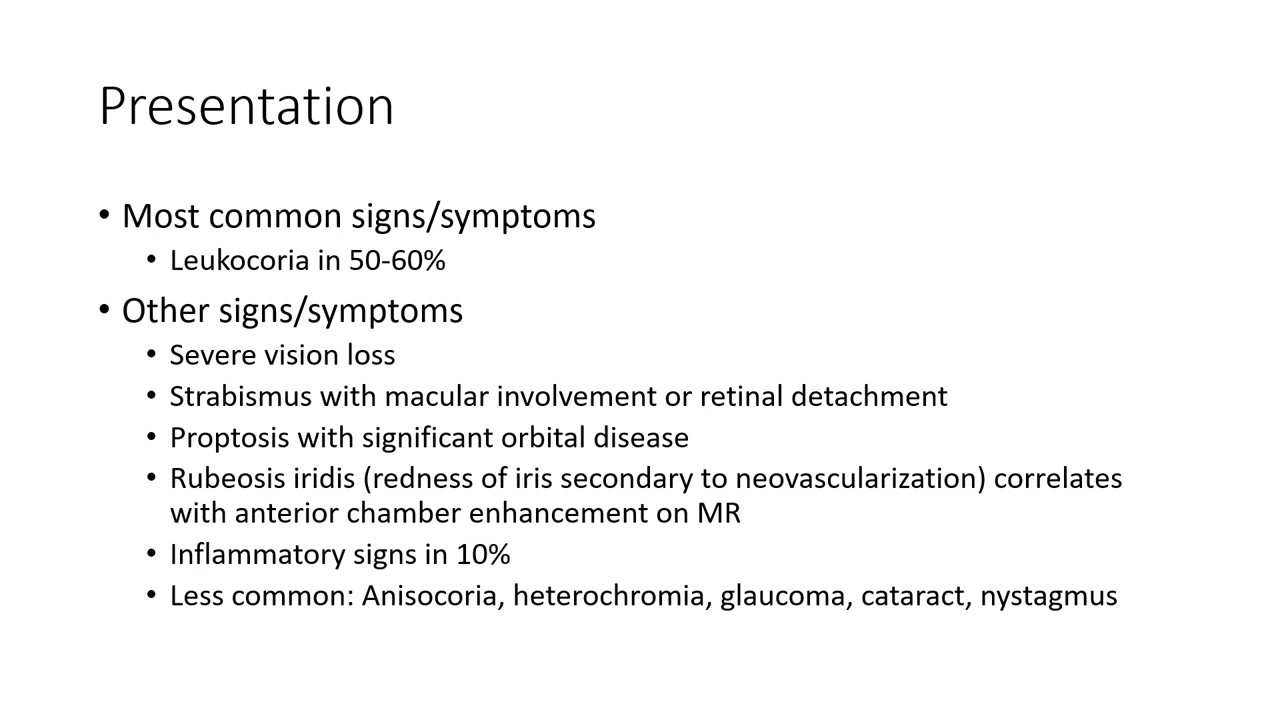 Presentation
• Most common signs/symptoms
• Leukocoria in 50-60%
• Other signs/symptoms
• Severe vision loss
• Strabismus with macular involvement or retinal detachment
• Proptosis with significant orbital disease
• Rubeosis iridis (redness of iris secondary to neovascularization) correlates
with anterior chamber enhancement on MR
• Inflammatory signs in 10%
• Less common: Anisocoria, heterochromia, glaucoma, cataract, nystagmus